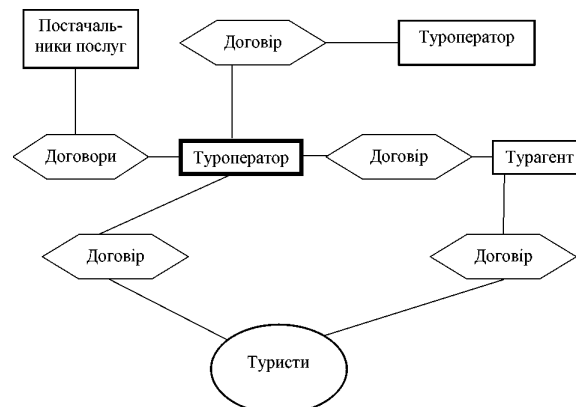 Постачаль-
ники послуг
Договір
Туроператор
Договори
Туроператор
Договір
Турагент
Договір
Договір
Туристи